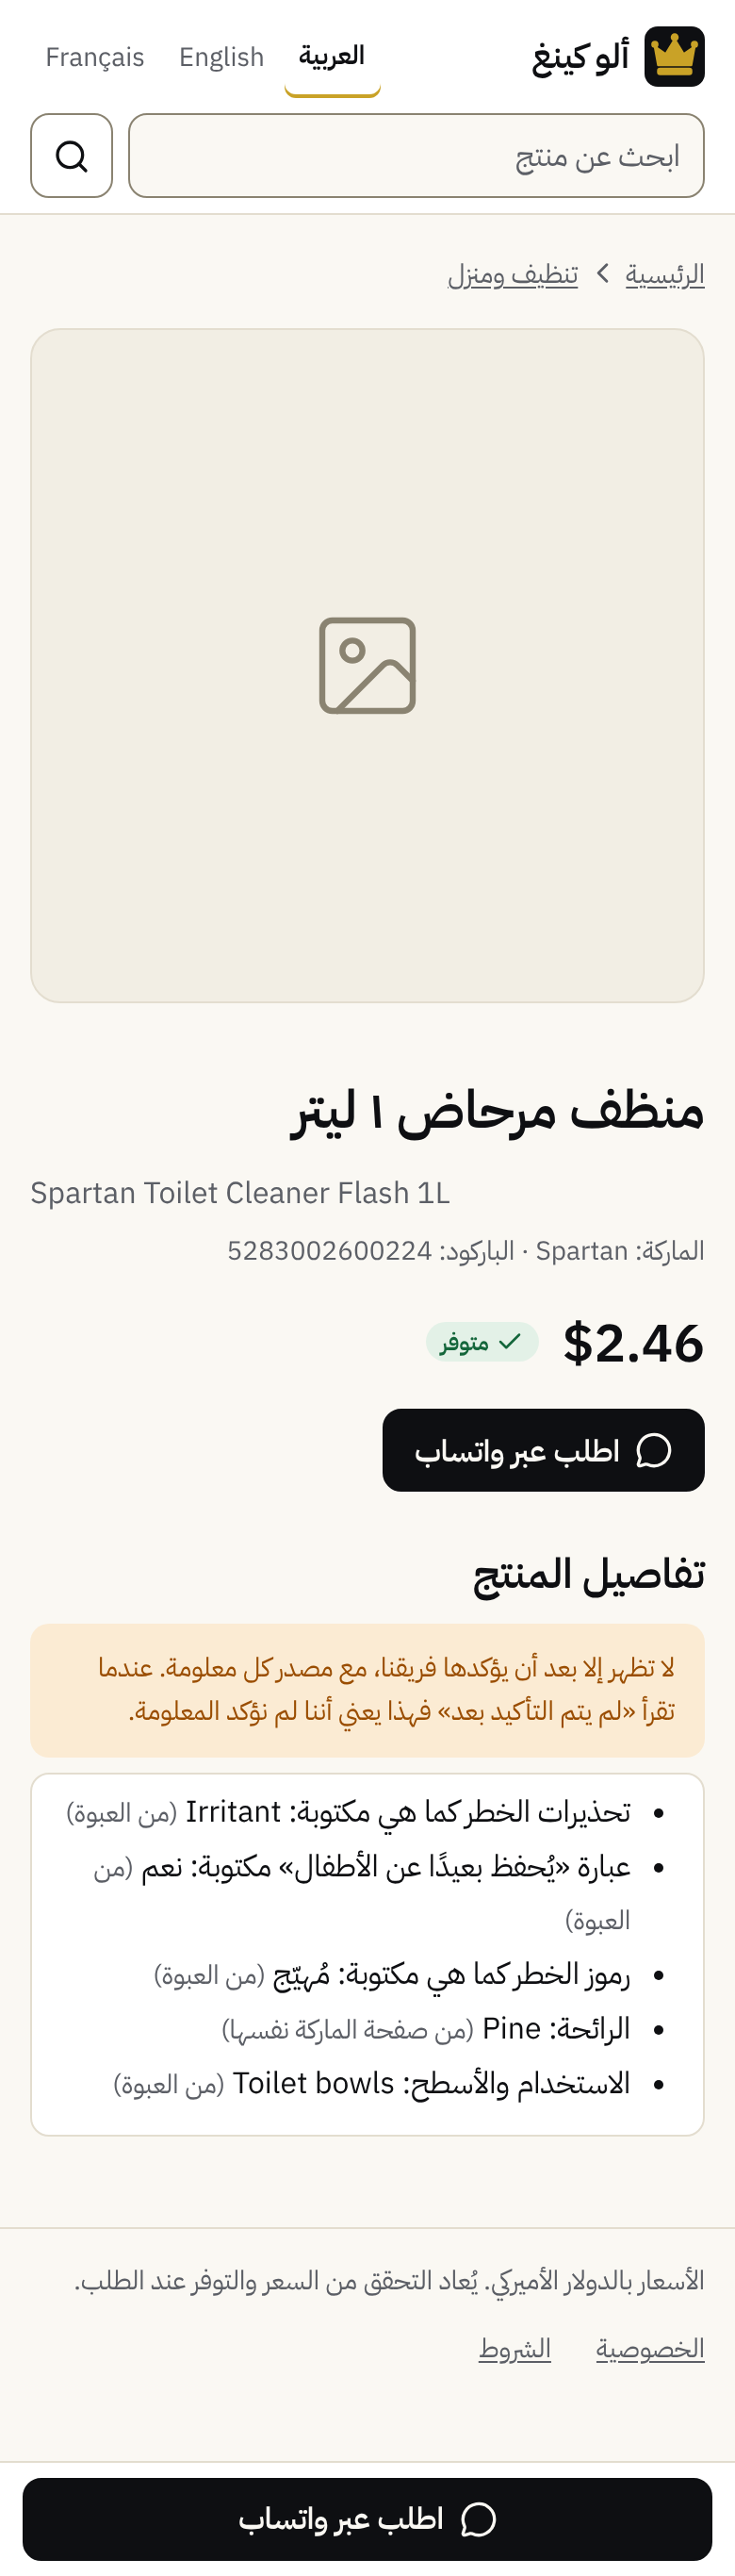 ألو كينغ
العربية English Français
ابحث عن منتج
الرئيسية
تنظيف ومنزل
منظف مرحاض ١ ليتر
Spartan Toilet Cleaner Flash 1L
الماركة: Spartan · الباركود: 5283002600224
$2.46 متوفر
اطلب عبر واتساب
تفاصيل المنتج
لا تظهر إلا بعد أن يؤكدها فريقنا، مع مصدر كل معلومة. عندما
تقرأ «لم يتم التأكيد بعد» فهذا يعني أننا لم نؤكد المعلومة.
تحذيرات الخطر كما هي مكتوبة: Irritant (من العبوة)
عبارة «يُحفظ بعيدًا عن الأطفال» مكتوبة: نعم (من
العبوة)
رموز الخطر كما هي مكتوبة: مُهيّج (من العبوة)
الرائحة: Pine (من صفحة الماركة نفسها)
الاستخدام والأسطح: Toilet bowls (من العبوة)
الأسعار بالدولار الأميركي. يُعاد التحقق من السعر والتوفر عند الطلب.
الخصوصية الشروط
اطلب عبر واتساب